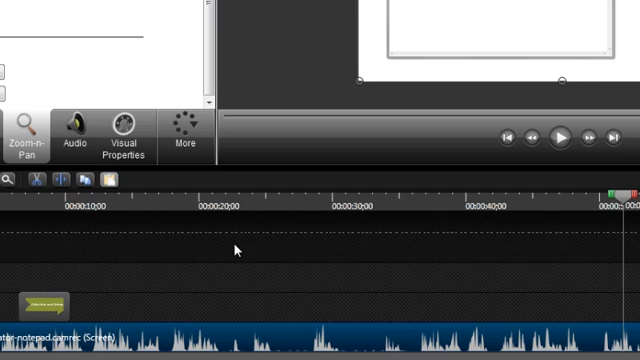 Zoom-n-
Pan
Audio
Visual
Properties
More
00:00:10;00
00:00:20;00
00:00:30;00
00:00:40;00
00:00:
ator-notepad.camrec (Screen)